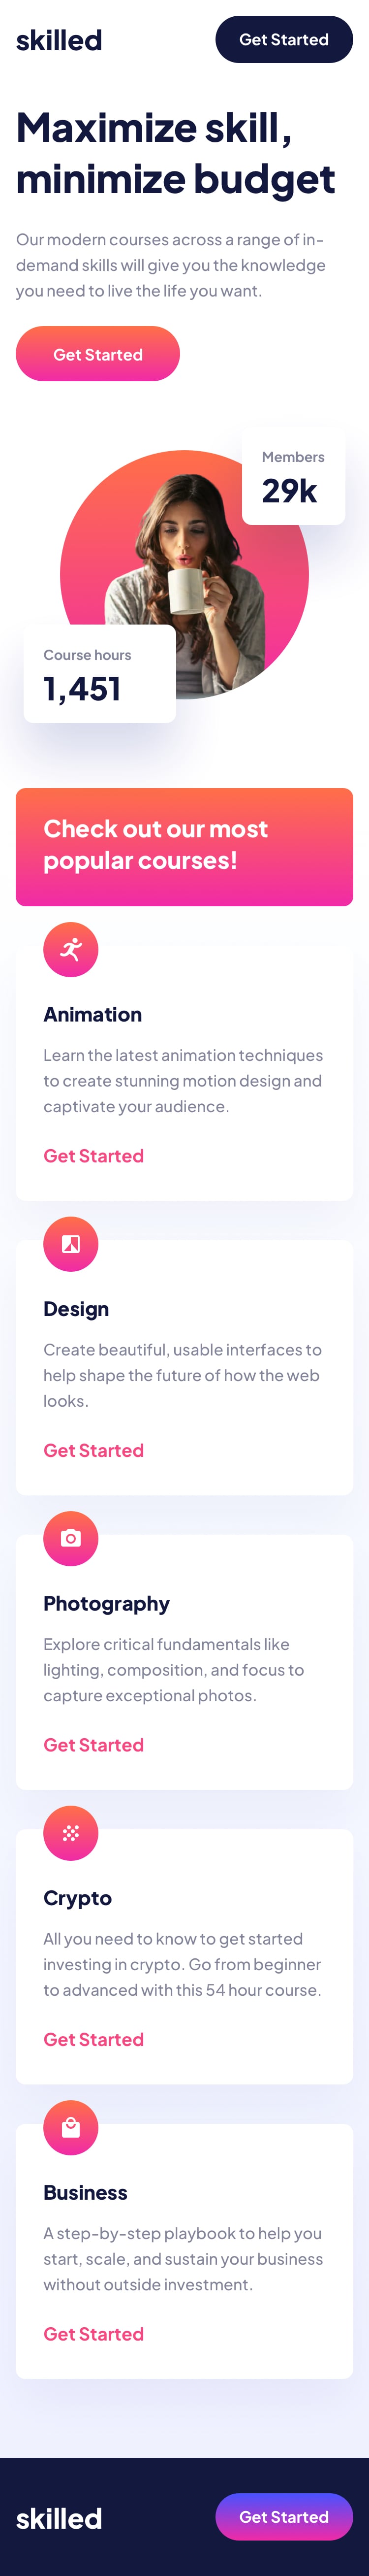 skilled
Get Started
Maximize skill,
minimize budget
Our modern courses across a range of in-
demand skills will give you the knowledge
you need to live the life you want.
Get Started
Members
29k
Course hours
1,451
Check out our most
popular courses!
Animation
Learn the latest animation techniques
to create stunning motion design and
captivate your audience.
Get Started
Design
Create beautiful, usable interfaces to
help shape the future of how the web
looks.
Get Started
Photography
Explore critical fundamentals like
lighting, composition, and focus to
capture exceptional photos.
Get Started
Crypto
All you need to know to get started
investing in crypto. Go from beginner
to advanced with this 54 hour course.
Get Started
Business
A step-by-step playbook to help you
start, scale, and sustain your business
without outside investment.
Get Started
skilled
Get Started